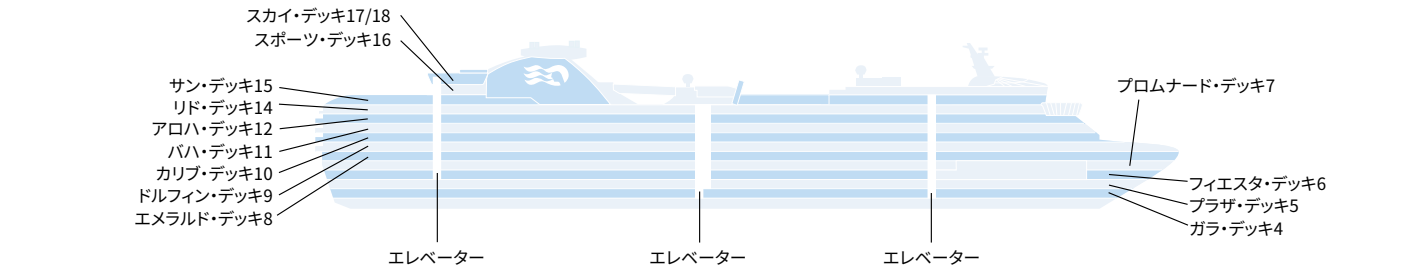 スカイ・デッキ17/18
スポーツ・デッキ16
サン・デッキ15
リド・デッキ14
アロハ・デッキ12
バハ・デッキ11
カリブ・デッキ10
ドルフィン・デッキ9
エメラルド・デッキ8
プロムナード・デッキ7
フィエスタ・デッキ6
プラザ・デッキ5
ガラ・デッキ4
エレベーター
エレベーター
エレベーター